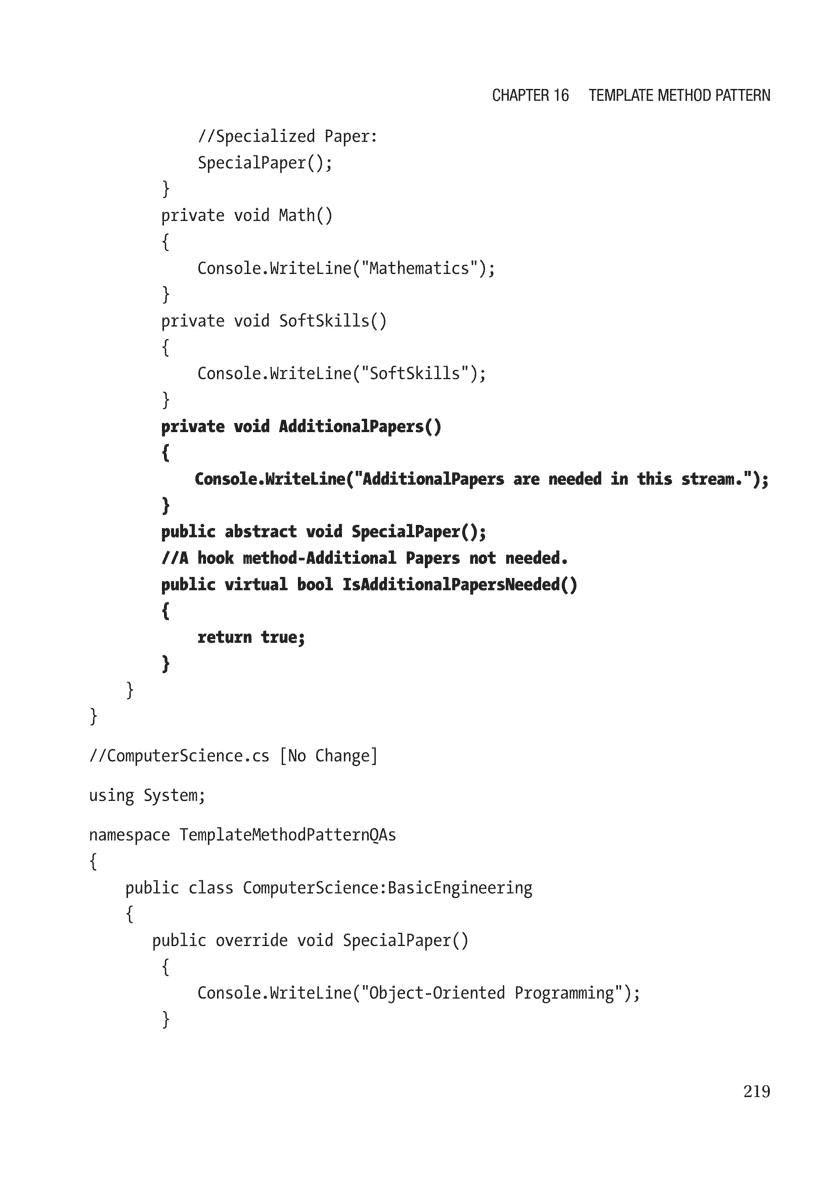 CHAPTER 16 TEMPLATE METHOD PATTERN
//Specialized Paper:
SpecialPaper();
}
private void Math()
{
Console.WriteLine("Mathematics");
}
private void SoftSkills()
{
Console.WriteLine("SoftSkills");
}
private void AdditionalPapers()
{
Console.WriteLine("AdditionalPapers are needed in this stream.");
}
public abstract void SpecialPaper();
//A hook method-Additional Papers not needed.
public virtual bool IsAdditionalPapersNeeded()
{
return true;
}
}
}
//ComputerScience.cs [No Change]
using System;
namespace TemplateMethodPatternQAs
{
public class ComputerScience:BasicEngineering
{
public override void SpecialPaper()
{
Console.WriteLine("Object-Oriented Programming");
}
219